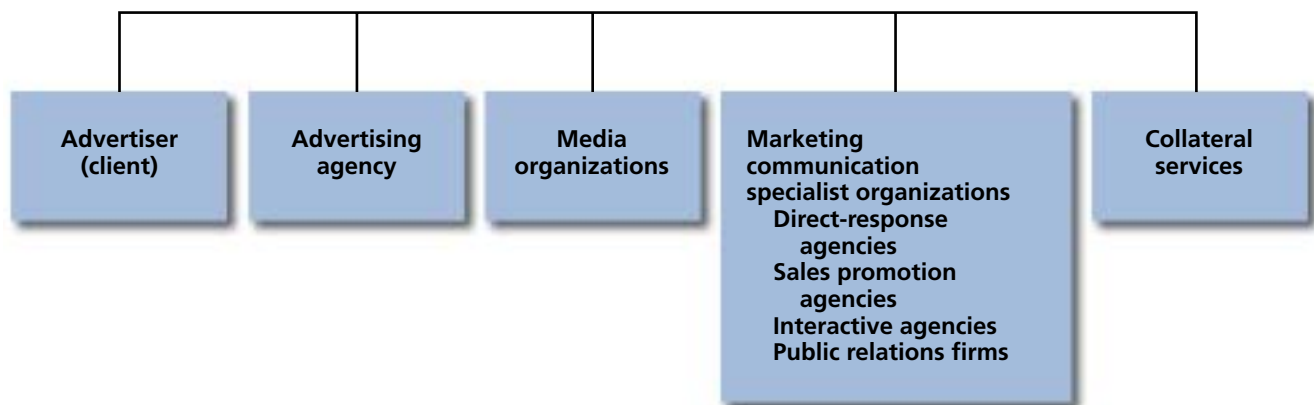 Advertiser
(client)
Advertising
agency
Media
organizations
Marketing
communication
specialist organizations
Direct-response
agencies
Sales promotion
agencies
Interactive agencies
Public relations firms
Collateral
services